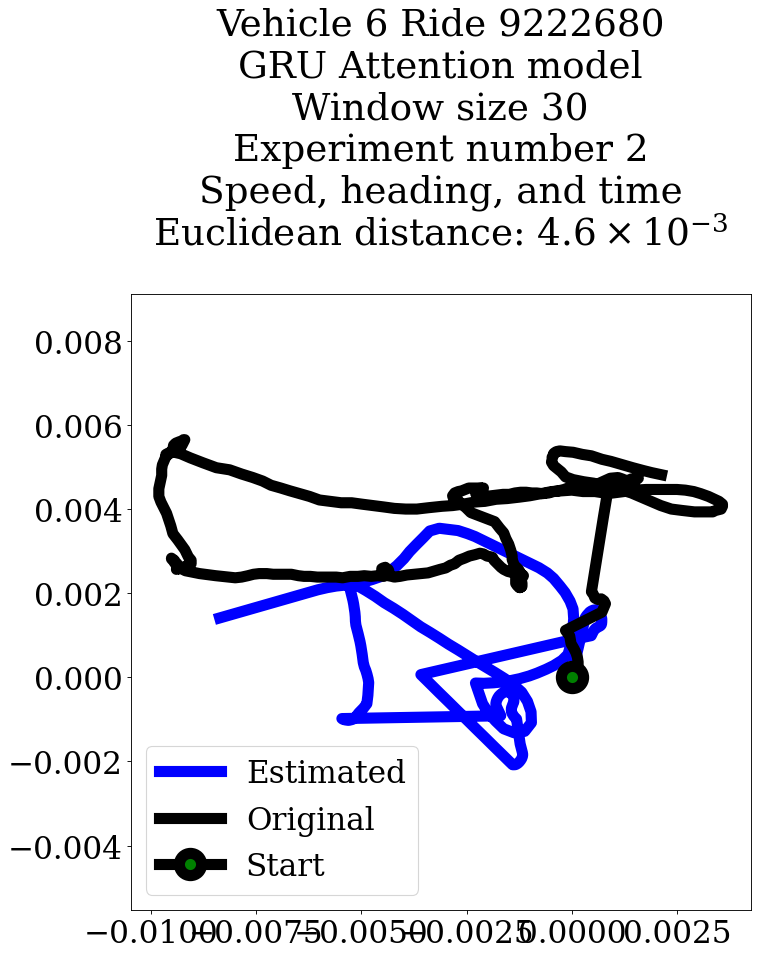 Vehicle 6 Ride 9222680
GRU Attention model
Window size 30
Experiment number 2
Speed, heading, and time
Euclidean distance: 4.6 × 10⁻³
0.008
0.006
0.004
0.002
0.000
−0.002
−0.004
Estimated
Original
Start
−0.0100 −0.0075 −0.0050 −0.0025 0.0000 0.0025